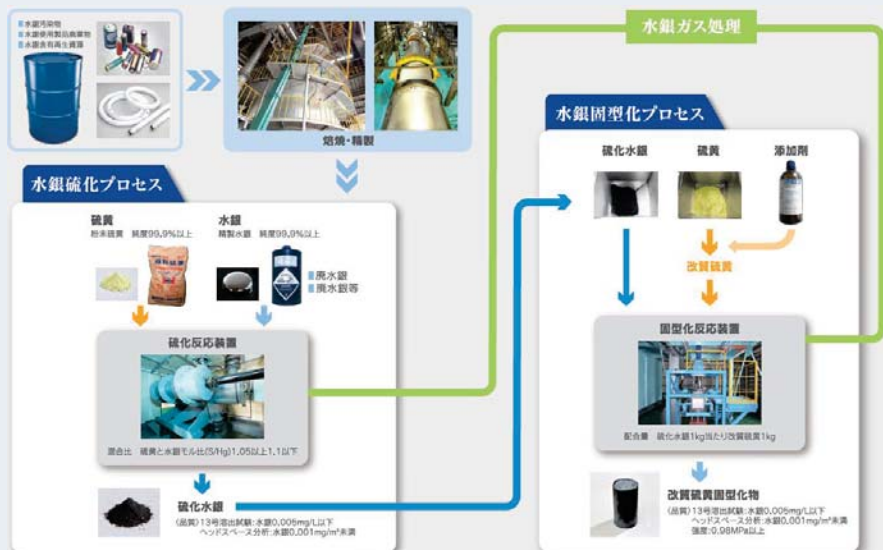 ■水銀汚染物
■水銀使用製品産業物
■水銀含有再生資源
焙焼・精製
水銀ガス処理
水銀硫化プロセス
硫黄
粉末硫黄 純度99.9%以上
水銀
精製水銀 純度99.9%以上
■廃水銀
■廃水銀等
硫化反応装置
混合比 硫黄と水銀モル比(S/Hg)1.05以上1.1以下
硫化水銀
〈品質〉13号溶出試験:水銀0.005mg/L以下
ヘッドスペース分析:水銀0.001mg/m³未満
水銀固型化プロセス
硫化水銀
硫黄
添加剤
改質硫黄
固型化反応装置
配合量 硫化水銀1kg当たり改質硫黄1kg
改質硫黄固型化物
〈品質〉13号溶出試験:水銀0.005mg/L以下
ヘッドスペース分析:水銀0.001mg/m³未満
強度:0.98MPa以上